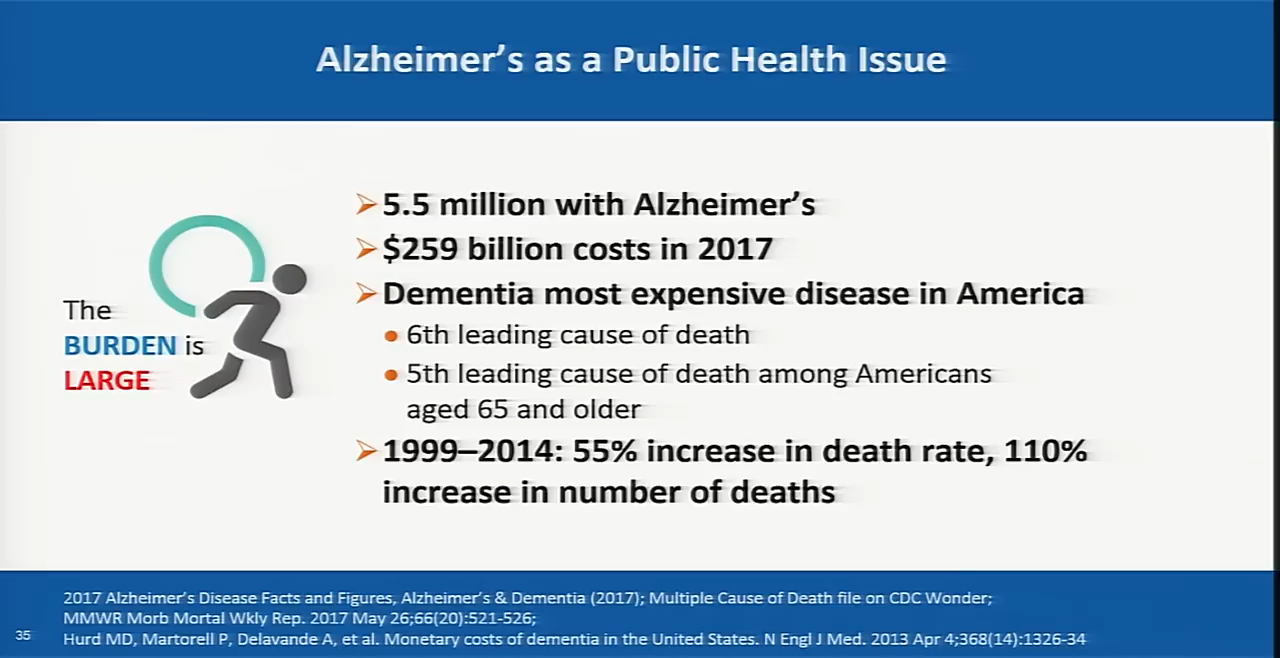 Alzheimer's as a Public Health Issue
The
BURDEN is
LARGE
➢5.5 million with Alzheimer's
➢$259 billion costs in 2017
➢Dementia most expensive disease in America
• 6th leading cause of death
• 5th leading cause of death among Americans
aged 65 and older
➢1999–2014: 55% increase in death rate, 110%
increase in number of deaths
2017 Alzheimer's Disease Facts and Figures, Alzheimer's & Dementia (2017); Multiple Cause of Death file on CDC Wonder;
MMWR Morb Mortal Wkly Rep. 2017 May 26;66(20):521-526;
Hurd MD, Martorell P, Delavande A, et al. Monetary costs of dementia in the United States. N Engl J Med. 2013 Apr 4;368(14):1326-34
35